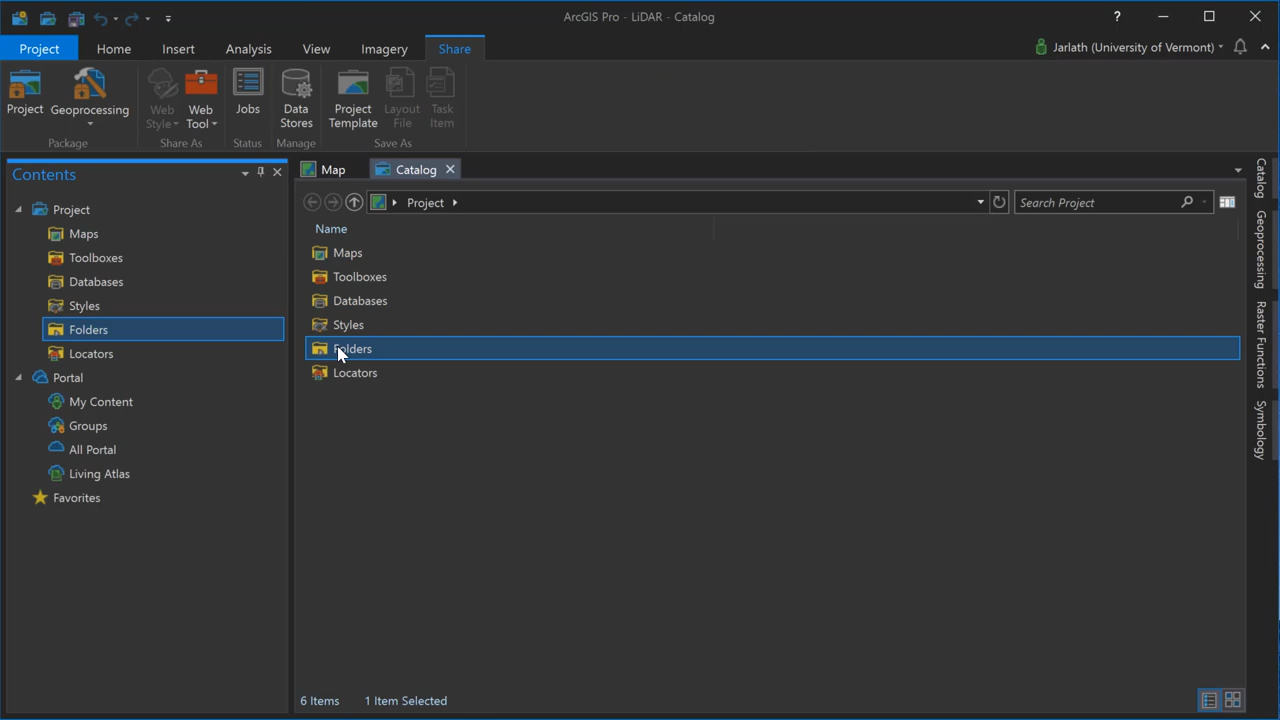 ArcGIS Pro - LiDAR - Catalog
?
Project
Home
Insert
Analysis
View
Imagery
Share
Jarlath (University of Vermont)
Project
Geoprocessing
Package
Web Style
Web Tool
Share As
Jobs
Status
Data Stores
Manage
Project Template
Layout File
Task Item
Save As
Contents
Project
Maps
Toolboxes
Databases
Styles
Folders
Locators
Portal
My Content
Groups
All Portal
Living Atlas
Favorites
Map
Catalog
Project
Search Project
Name
Maps
Toolboxes
Databases
Styles
Folders
Locators
6 Items
1 Item Selected
Catalog
Geoprocessing
Raster Functions
Symbology